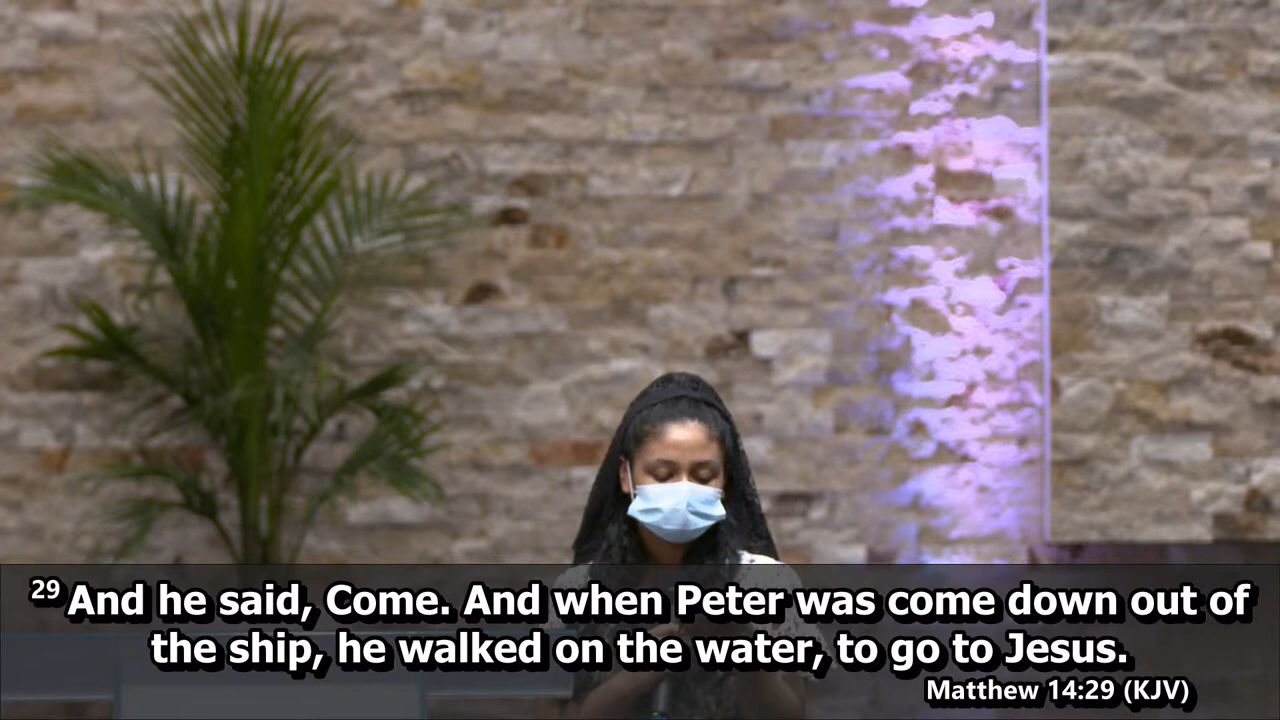 29 And he said, Come. And when Peter was come down out of
the ship, he walked on the water, to go to Jesus.
Matthew 14:29 (KJV)